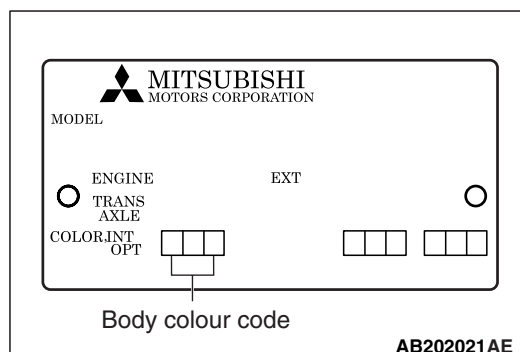 MITSUBISHI
MOTORS CORPORATION
MODEL
ENGINE EXT
TRANS
AXLE
COLOR,INT
OPT
Body colour code
AB202021AE